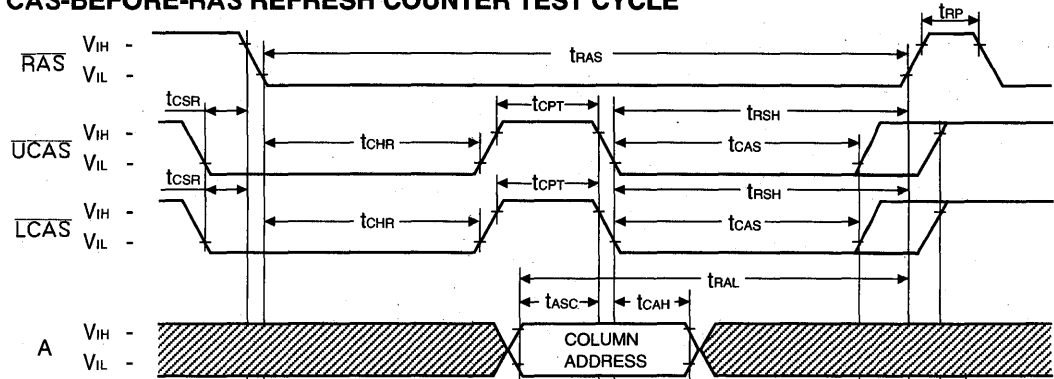 CAS-BEFORE-RAS REFRESH COUNTER TEST CYCLE
tRP
RAS VIH -
VIL -
tRAS
tCSR tCPT tRSH
UCAS VIH -
VIL -
tCHR tCAS
tCSR tCPT tRSH
LCAS VIH -
VIL -
tCHR tCAS
tRAL
tASC tCAH
A VIH -
VIL -
COLUMN
ADDRESS